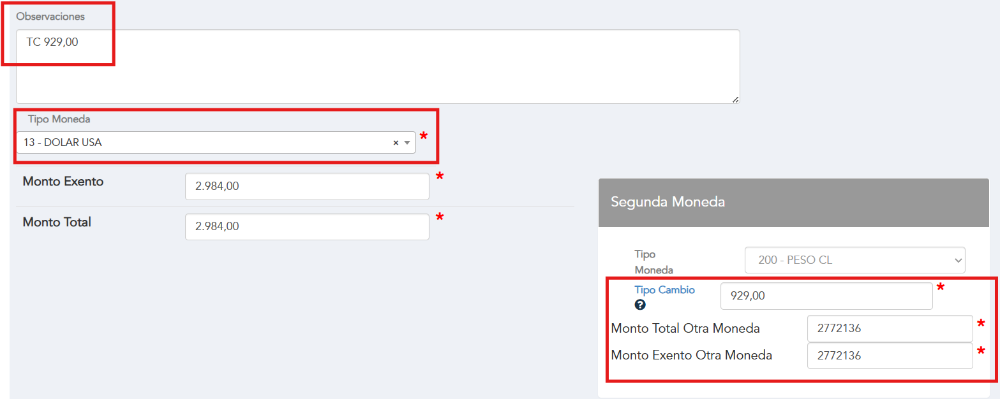 Observaciones
TC 929,00
Tipo Moneda
13 - DOLAR USA × *
Monto Exento 2.984,00 *
Monto Total 2.984,00 *
Segunda Moneda
Tipo
Moneda
200 - PESO CL
Tipo Cambio 929,00 *
?
Monto Total Otra Moneda 2772136 *
Monto Exento Otra Moneda 2772136 *